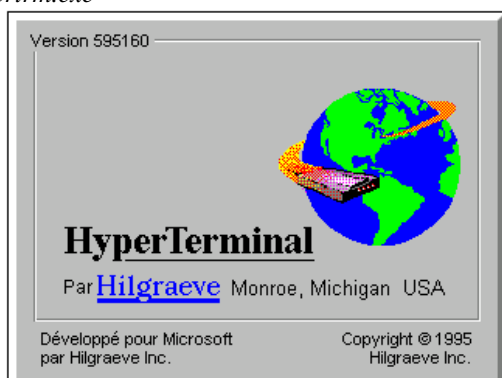 Version 595160
HyperTerminal
Par Hilgraeve Monroe, Michigan USA
Développé pour Microsoft
par Hilgraeve Inc.
Copyright © 1995
Hilgraeve Inc.